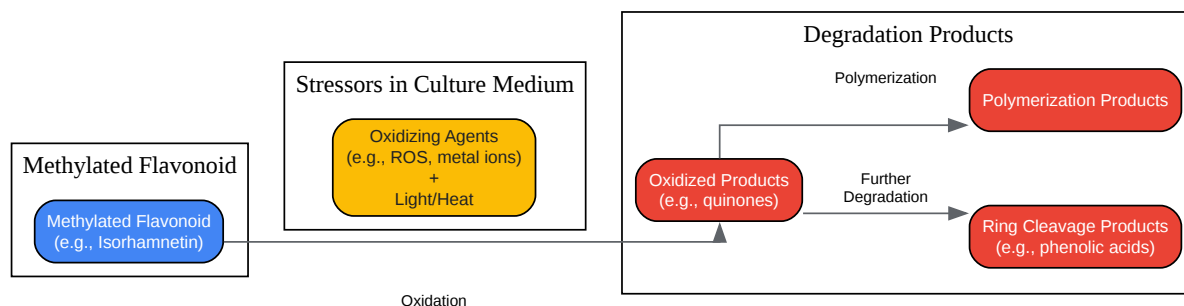 Methylated Flavonoid
Methylated Flavonoid
(e.g., Isorhamnetin)
Stressors in Culture Medium
Oxidizing Agents
(e.g., ROS, metal ions)
+
Light/Heat
Oxidation
Degradation Products
Oxidized Products
(e.g., quinones)
Polymerization
Polymerization Products
Further
Degradation
Ring Cleavage Products
(e.g., phenolic acids)